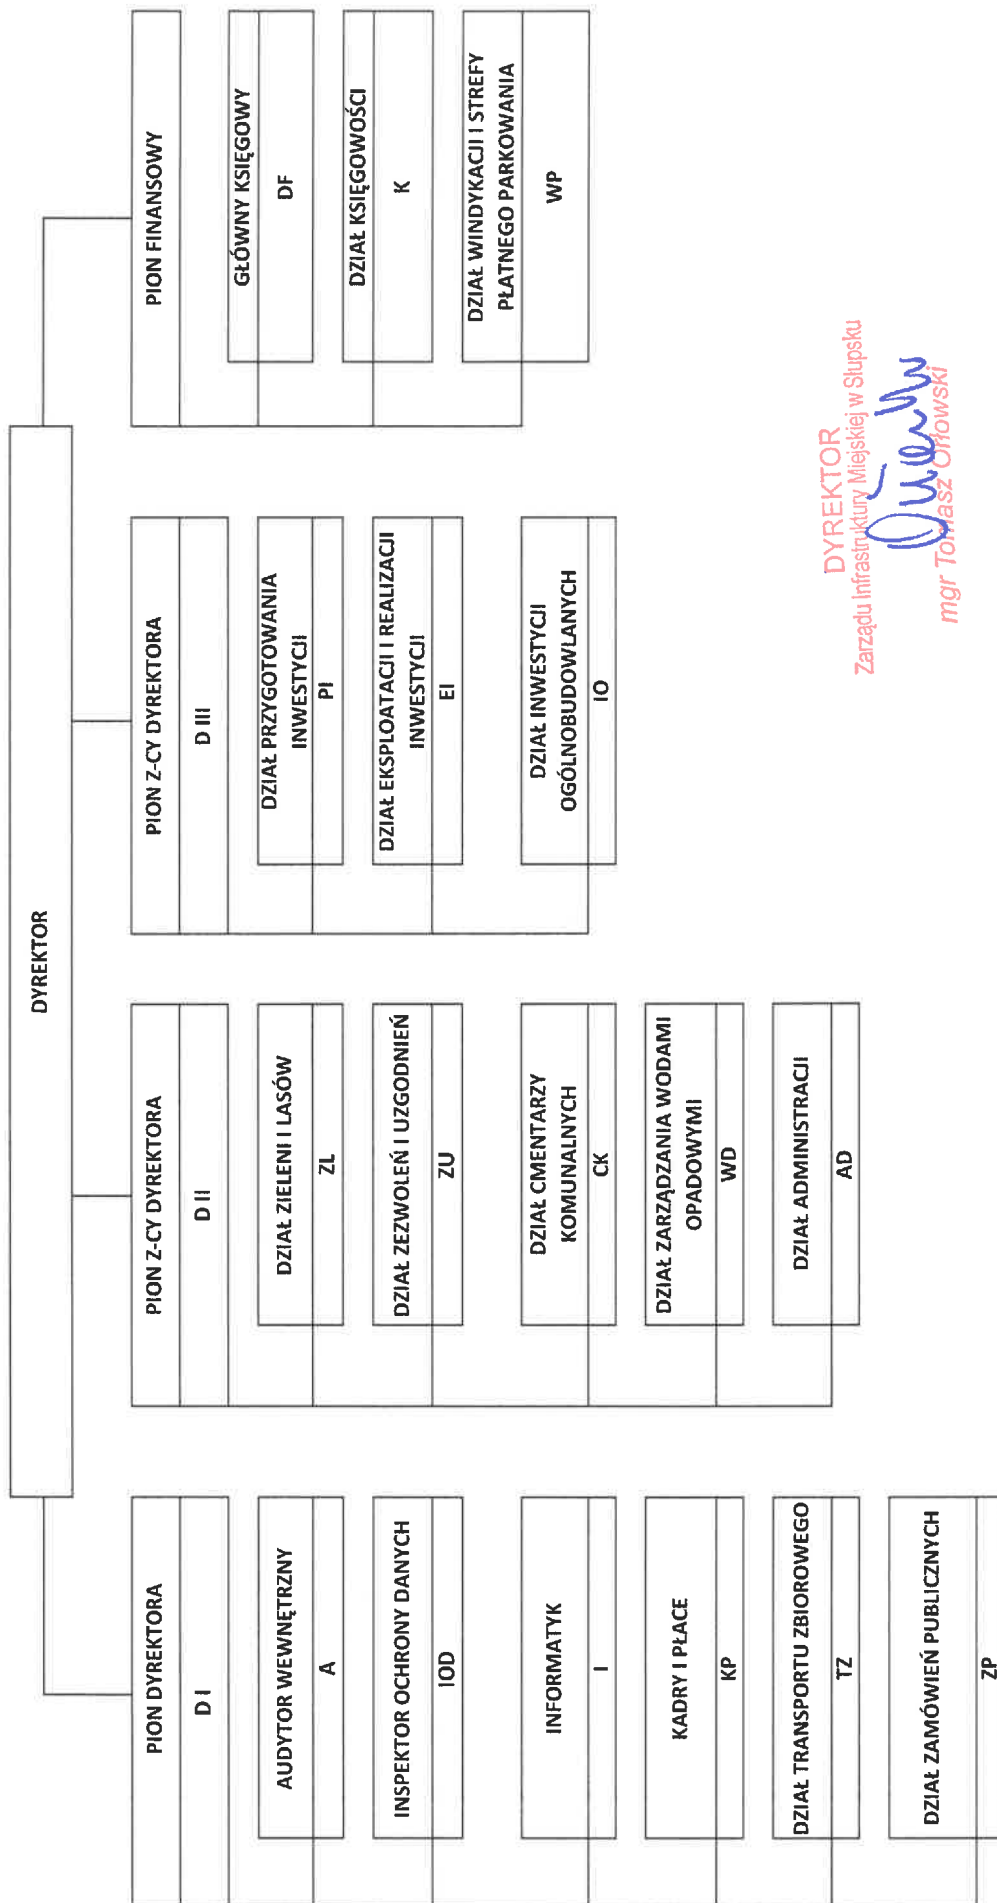 DYREKTOR
PION DYREKTORA
D I
AUDYTOR WEWNĘTRZNY
A
INSPEKTOR OCHRONY DANYCH
IOD
INFORMATYK
I
KADRY I PŁACE
KP
DZIAŁ TRANSPORTU ZBIOROWEGO
TZ
DZIAŁ ZAMÓWIEŃ PUBLICZNYCH
ZP
PION Z-CY DYREKTORA
D II
DZIAŁ ZIELENI I LASÓW
ZL
DZIAŁ ZEZWOLEŃ I UZGODNIEŃ
ZU
DZIAŁ CMENTARZY
KOMUNALNYCH
CK
DZIAŁ ZARZĄDZANIA WODAMI
OPADOWYMI
WD
DZIAŁ ADMINISTRACJI
AD
PION Z-CY DYREKTORA
D III
DZIAŁ PRZYGOTOWANIA
INWESTYCJI
PI
DZIAŁ EKSPLOATACJI I REALIZACJI
INWESTYCJI
EI
DZIAŁ INWESTYCJI
OGÓLNOBUDOWLANYCH
IO
PION FINANSOWY
GŁÓWNY KSIĘGOWY
DF
DZIAŁ KSIĘGOWOŚCI
K
DZIAŁ WINDYKACJI I STREFY
PŁATNEGO PARKOWANIA
WP
DYREKTOR
Zarządu Infrastruktury Miejskiej w Słupsku
mgr Tomasz Orłowski